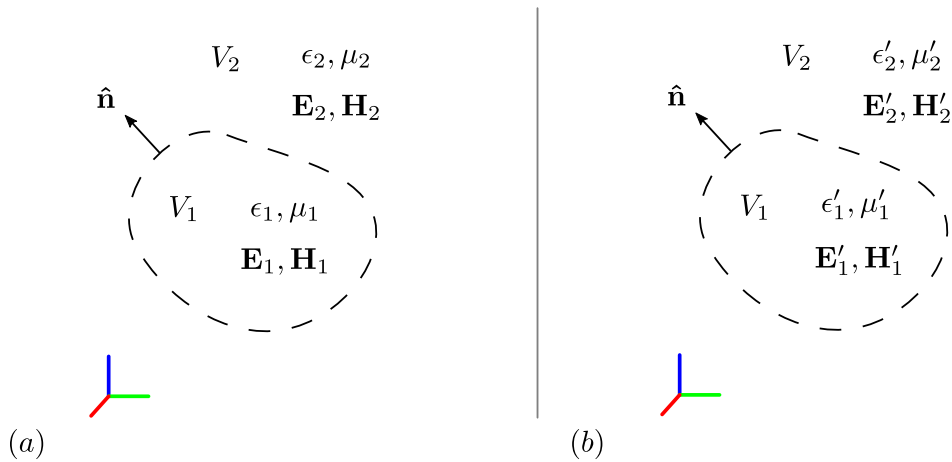 V₂ ϵ₂, μ₂
n̂ E₂, H₂
V₁ ϵ₁, μ₁
E₁, H₁
(a)
V₂ ϵ′₂, μ′₂
n̂ E′₂, H′₂
V₁ ϵ′₁, μ′₁
E′₁, H′₁
(b)